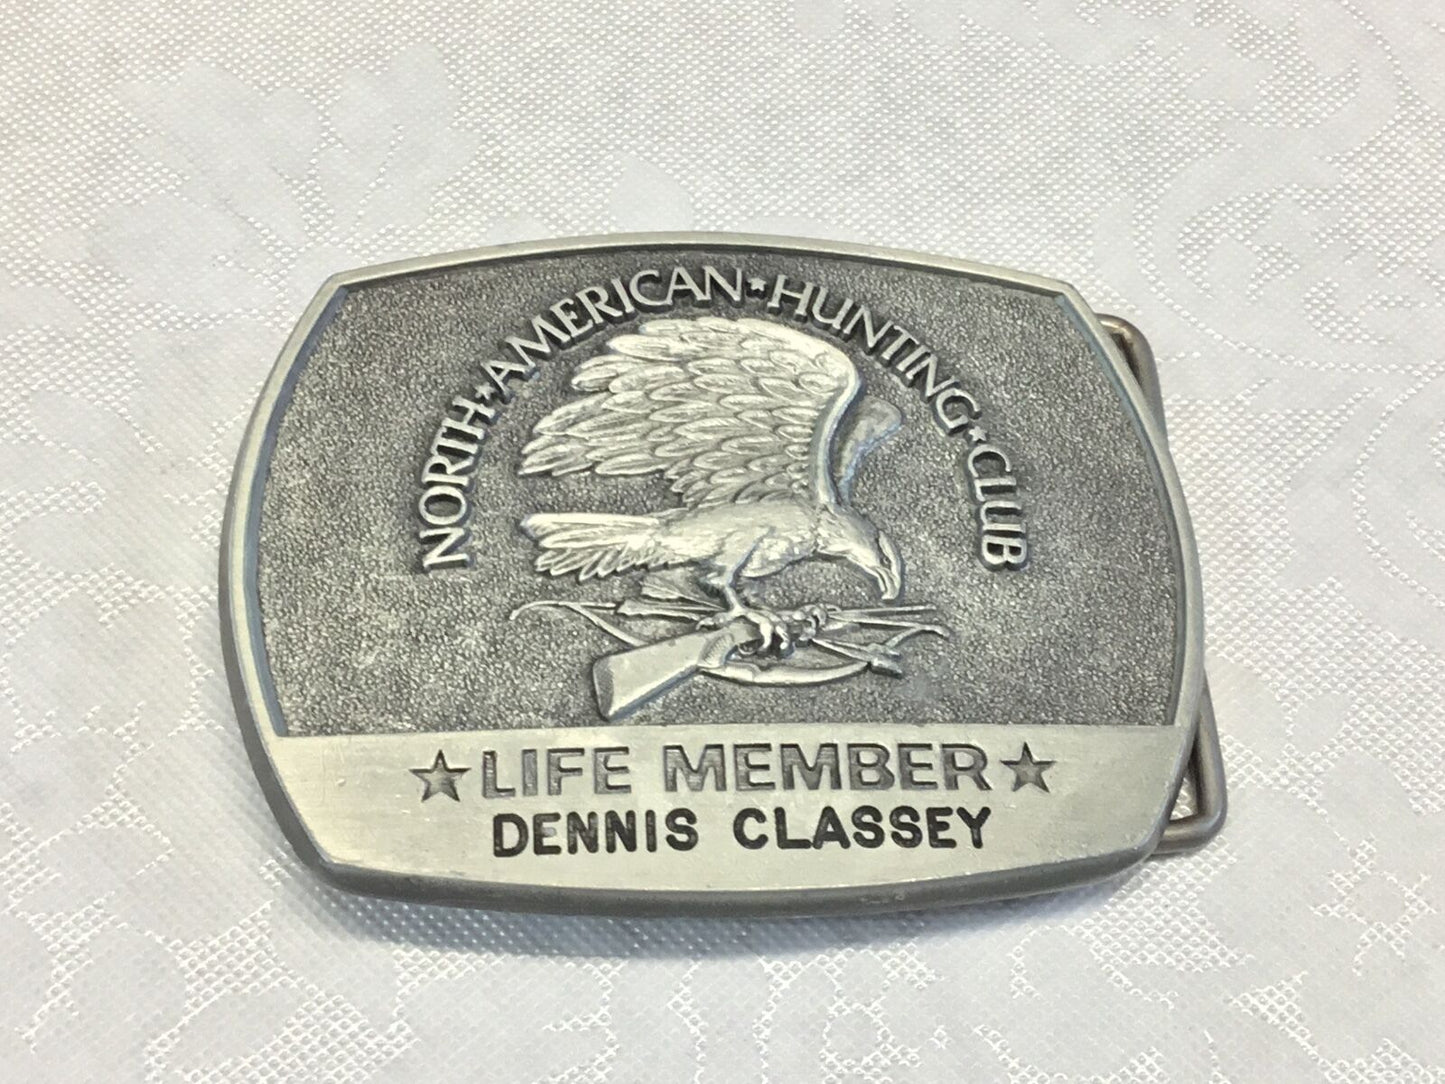 NORTH★AMERICAN★HUNTING★CLUB
★LIFE MEMBER★
DENNIS CLASSEY